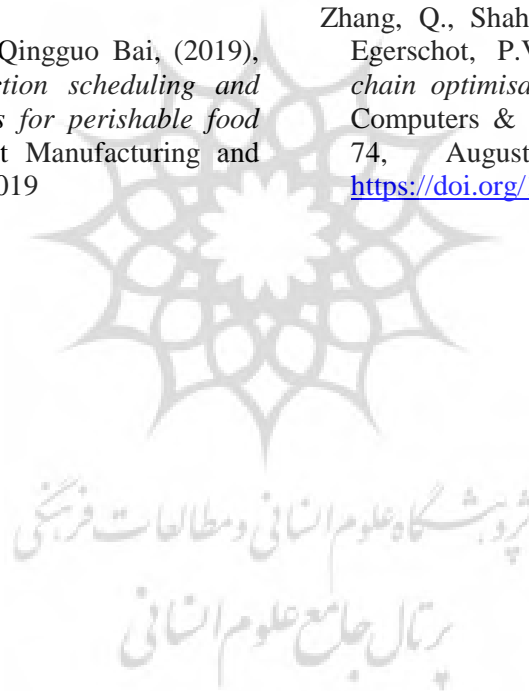 Qingguo Bai, (2019),
ction scheduling and
s for perishable food
t Manufacturing and
019
Zhang, Q., Shah
Egerschot, P.V
chain optimisa
Computers &
74, August
https://doi.org/
پژوهشگاه علوم انسانی و مطالعات فرهنگی
پرتال جامع علوم انسانی